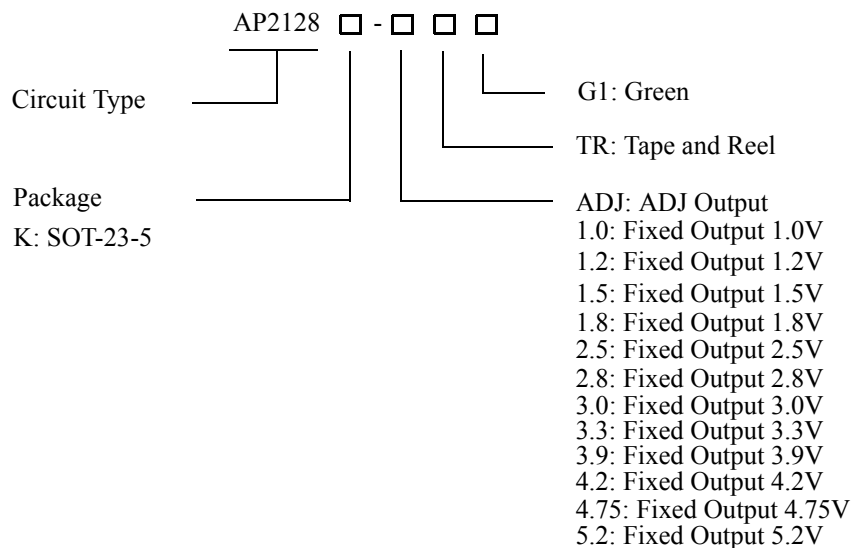 AP2128 -
Circuit Type
G1: Green
TR: Tape and Reel
Package
K: SOT-23-5
ADJ: ADJ Output
1.0: Fixed Output 1.0V
1.2: Fixed Output 1.2V
1.5: Fixed Output 1.5V
1.8: Fixed Output 1.8V
2.5: Fixed Output 2.5V
2.8: Fixed Output 2.8V
3.0: Fixed Output 3.0V
3.3: Fixed Output 3.3V
3.9: Fixed Output 3.9V
4.2: Fixed Output 4.2V
4.75: Fixed Output 4.75V
5.2: Fixed Output 5.2V